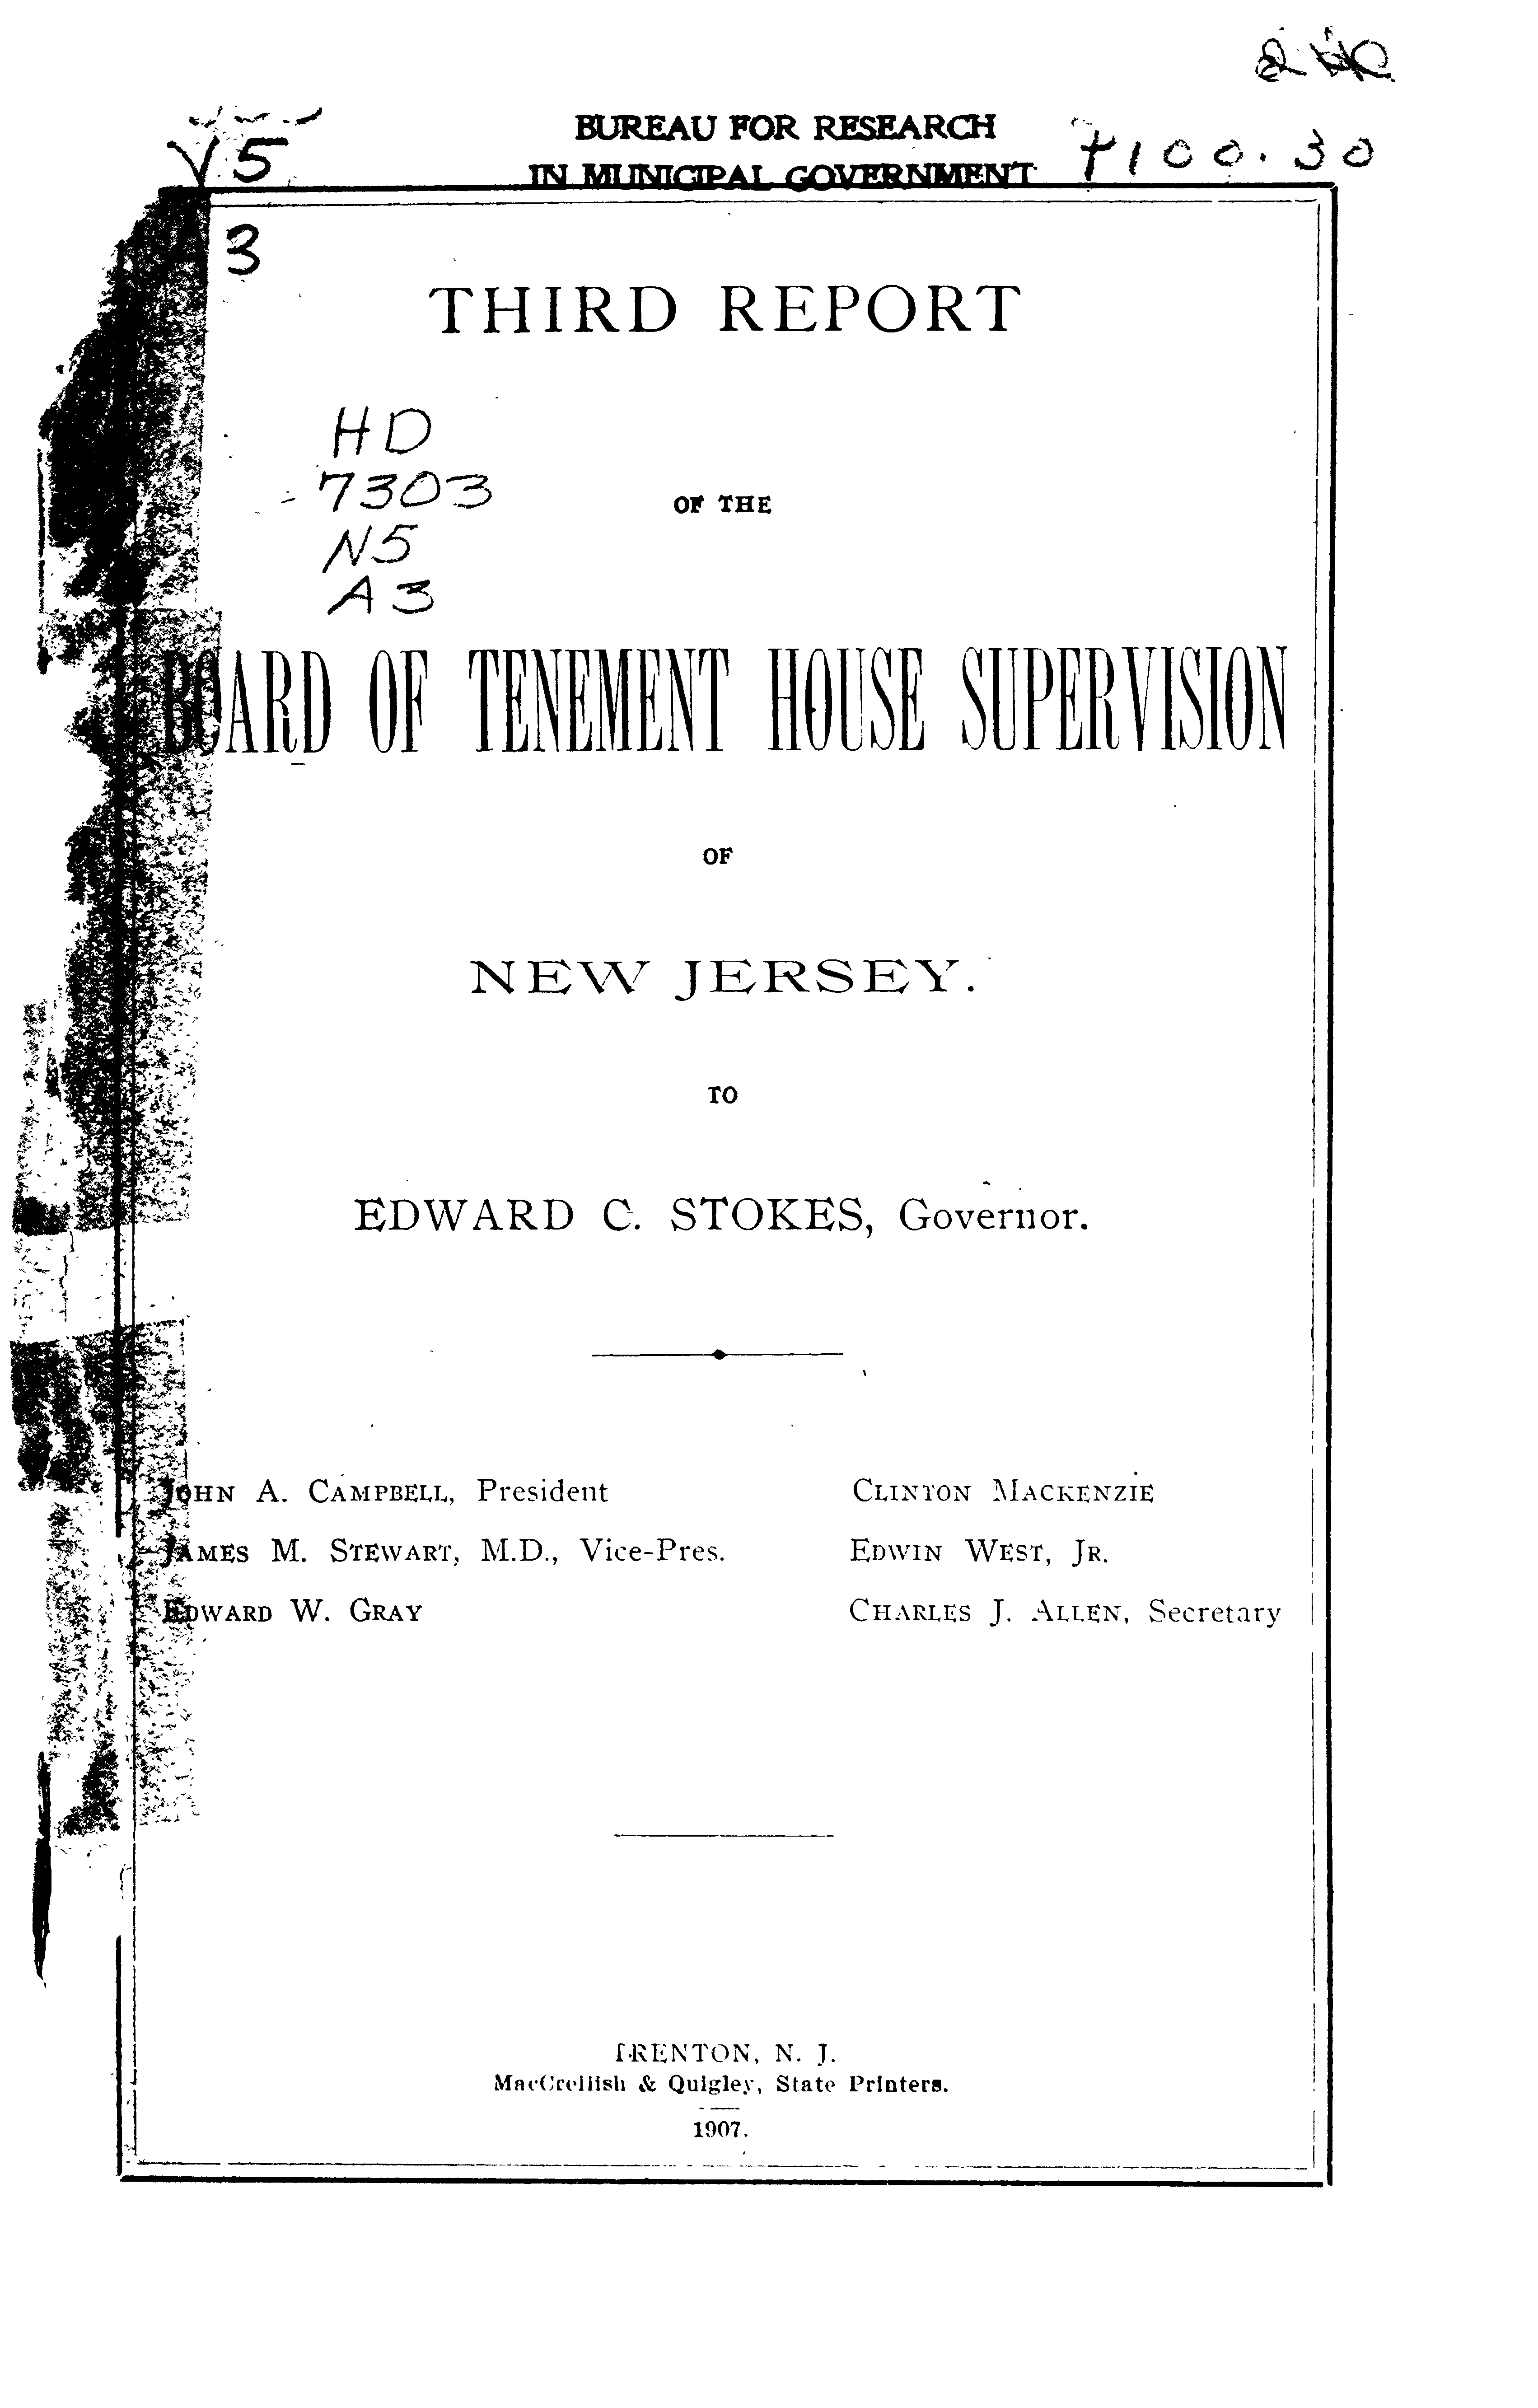 BUREAU FOR RESEARCH
IN MUNICIPAL GOVERNMENT
V5
100.30
3
THIRD REPORT
HD
7303
N5
A3
OF THE
BOARD OF TENEMENT HOUSE SUPERVISION
OF
NEW JERSEY.
TO
EDWARD C. STOKES, Governor.
JOHN A. CAMPBELL, President CLINTON MACKENZIE
JAMES M. STEWART, M.D., Vice-Pres. EDWIN WEST, JR.
EDWARD W. GRAY CHARLES J. ALLEN, Secretary
TRENTON, N. J.
MacCrellish & Quigley, State Printers.
1907.